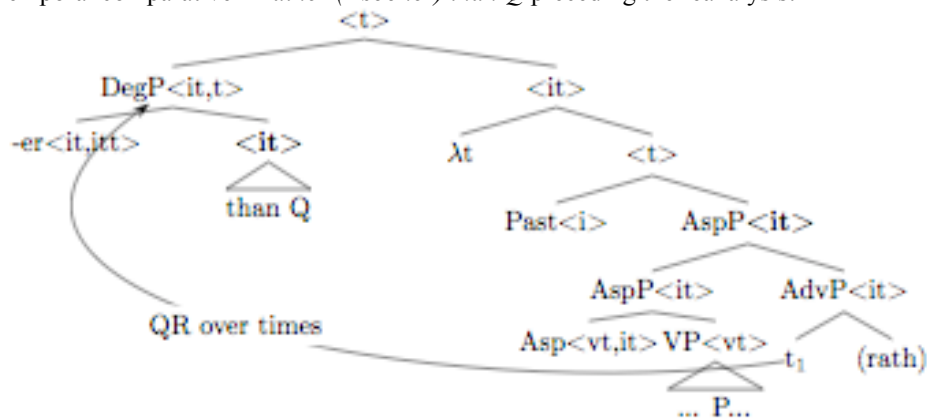 <t>
DegP<it,t> <it>
-er<it,itt> <it> λt <t>
than Q Past<i> AspP<it>
AspP<it> AdvP<it>
QR over times Asp<vt,it> VP<vt> t₁ (rath)
... P...